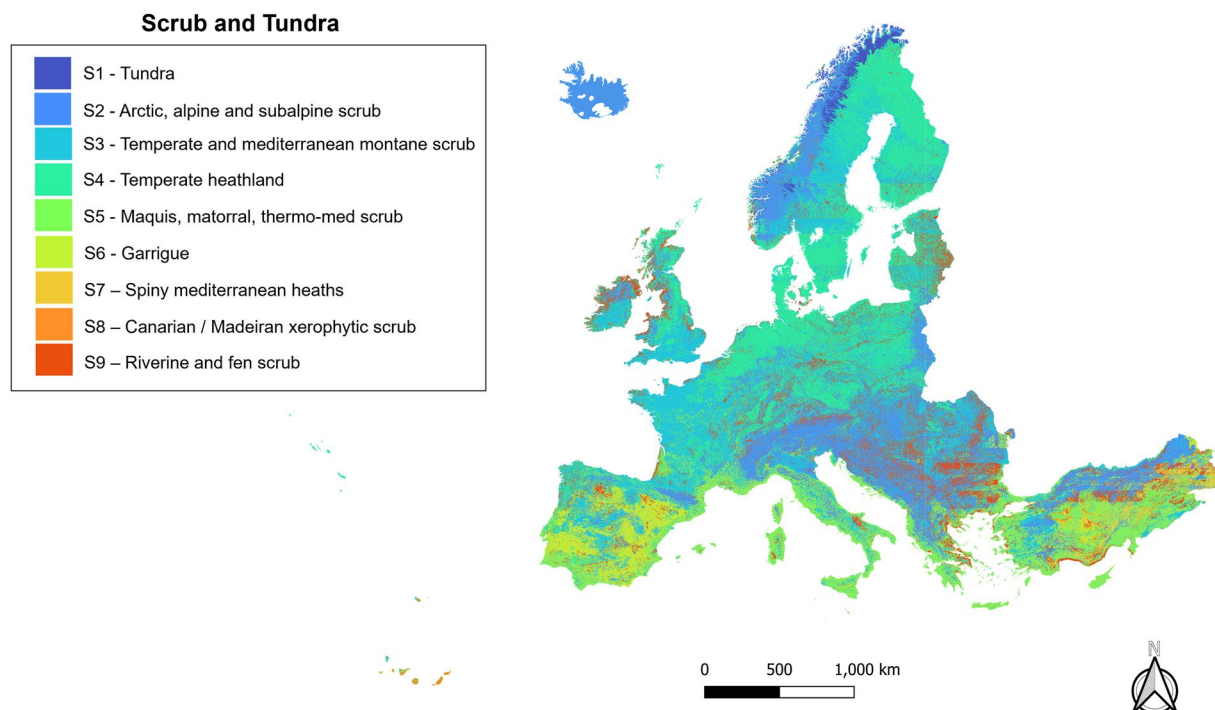 Scrub and Tundra
S1 - Tundra
S2 - Arctic, alpine and subalpine scrub
S3 - Temperate and mediterranean montane scrub
S4 - Temperate heathland
S5 - Maquis, matorral, thermo-med scrub
S6 - Garrigue
S7 – Spiny mediterranean heaths
S8 – Canarian / Madeiran xerophytic scrub
S9 – Riverine and fen scrub
0 500 1,000 km
N